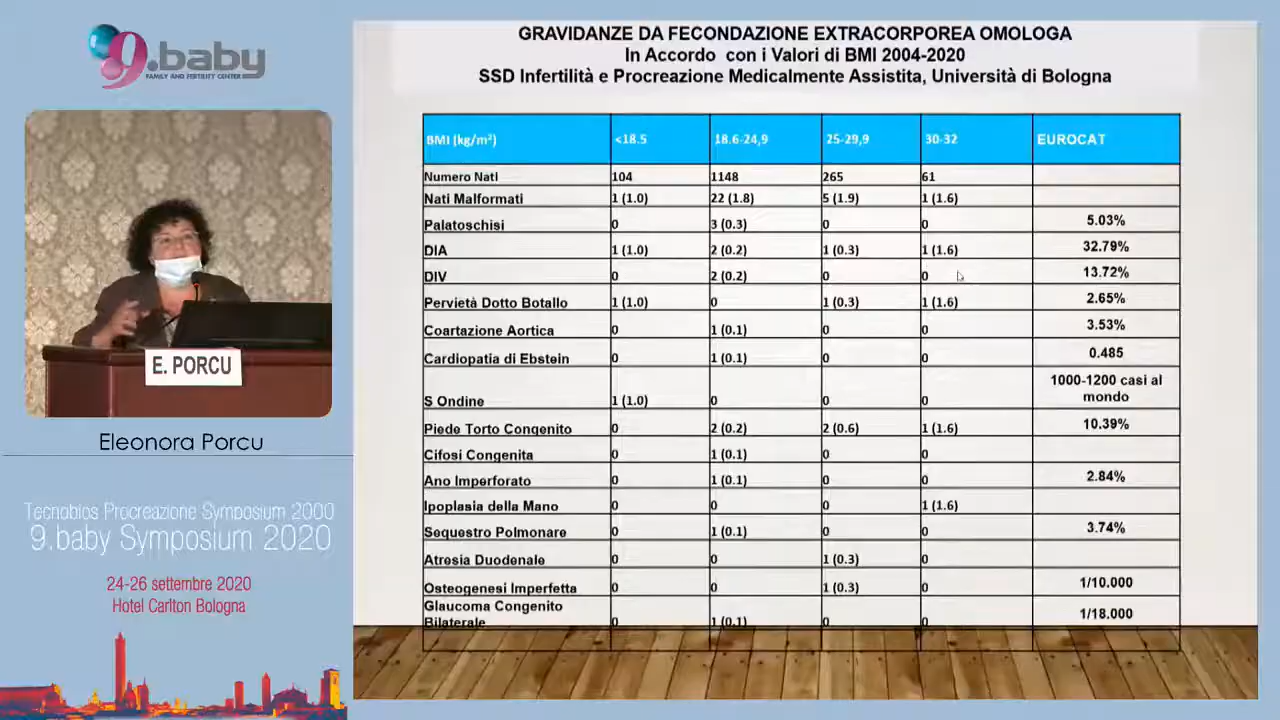 9.baby
FAMILY AND FERTILITY CENTER
E. PORCU
Eleonora Porcu
Tecnobios Procreazione Symposium 2000
9.baby Symposium 2020
24-26 settembre 2020
Hotel Carlton Bologna
GRAVIDANZE DA FECONDAZIONE EXTRACORPOREA OMOLOGA
In Accordo con i Valori di BMI 2004-2020
SSD Infertilità e Procreazione Medicalmente Assistita, Università di Bologna
BMI (kg/m²) <18.5 18.6-24,9 25-29,9 30-32 EUROCAT
Numero Nati 104 1148 265 61
Nati Malformati 1 (1.0) 22 (1.8) 5 (1.9) 1 (1.6)
Palatoschisi 0 3 (0.3) 0 0 5.03%
DIA 1 (1.0) 2 (0.2) 1 (0.3) 1 (1.6) 32.79%
DIV 0 2 (0.2) 0 0 13.72%
Pervietà Dotto Botallo 1 (1.0) 0 1 (0.3) 1 (1.6) 2.65%
Coartazione Aortica 0 1 (0.1) 0 0 3.53%
Cardiopatia di Ebstein 0 1 (0.1) 0 0 0.485
S Ondine 1 (1.0) 0 0 0 1000-1200 casi al
mondo
Piede Torto Congenito 0 2 (0.2) 2 (0.6) 1 (1.6) 10.39%
Cifosi Congenita 0 1 (0.1) 0 0
Ano Imperforato 0 1 (0.1) 0 0 2.84%
Ipoplasia della Mano 0 0 0 1 (1.6)
Sequestro Polmonare 0 1 (0.1) 0 0 3.74%
Atresia Duodenale 0 0 1 (0.3) 0
Osteogenesi Imperfetta 0 0 1 (0.3) 0 1/10.000
Glaucoma Congenito
Bilaterale 0 1 (0.1) 0 0 1/18.000